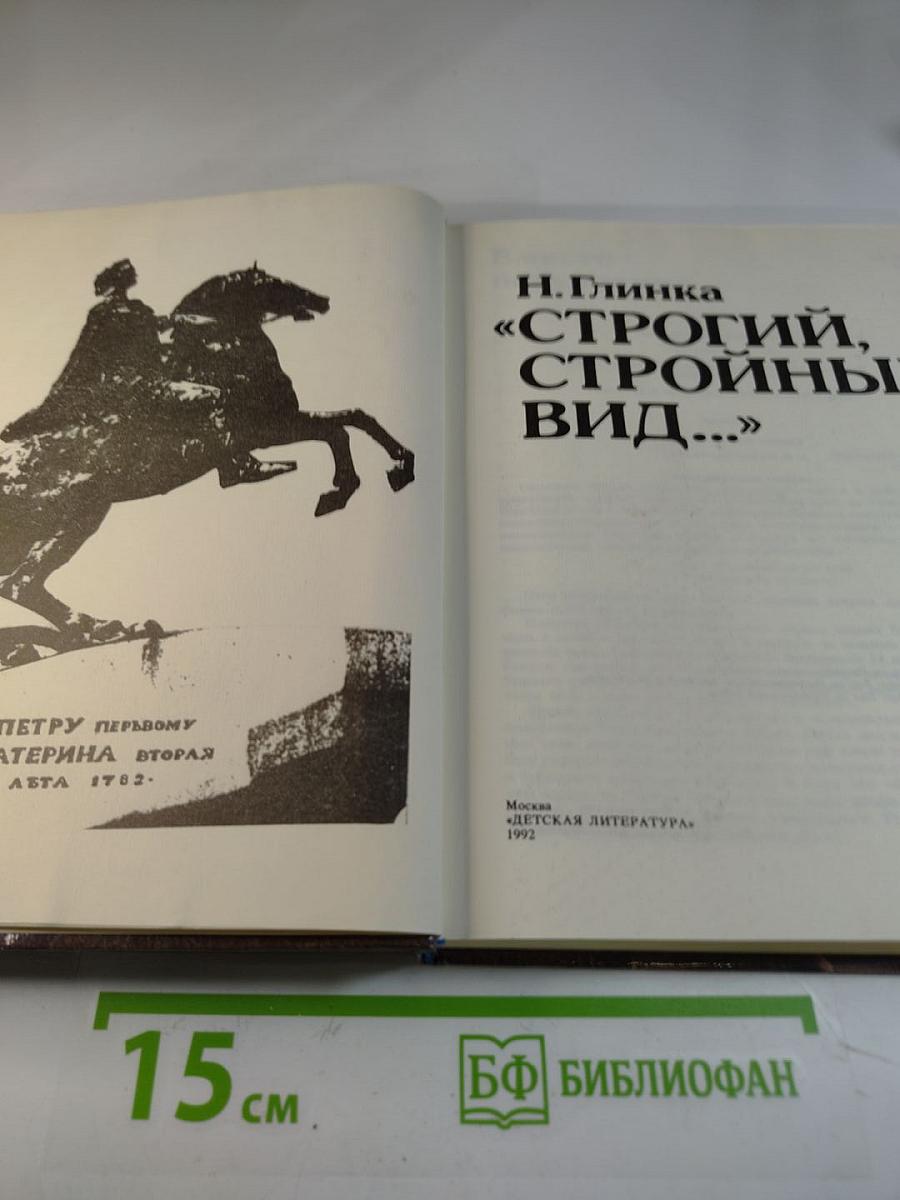 ПЕТРУ ПЕРЬВОМУ
АТЕРИНА ВТОРАЯ
ЛѢТА 1782.
Н. Глинка
«СТРОГИЙ,
СТРОЙНЫ
ВИД...»
Москва
«ДЕТСКАЯ ЛИТЕРАТУРА»
1992
15 см
БФ БИБЛИОФАН